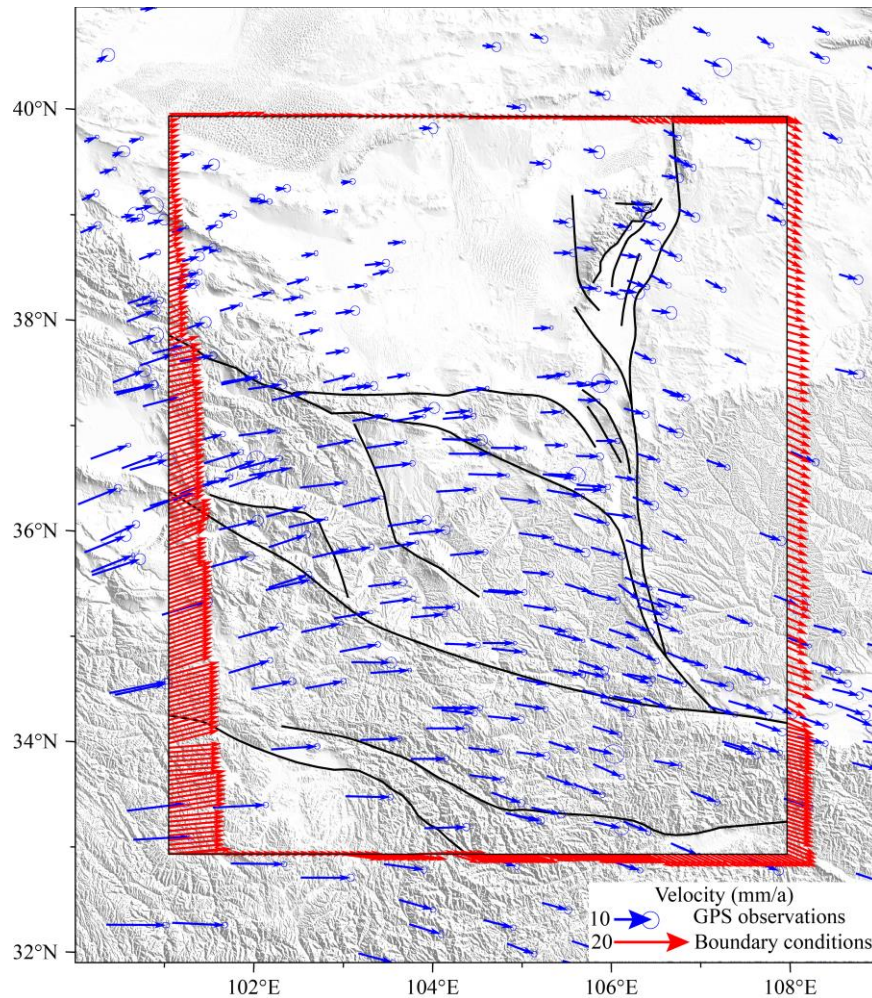 40°N
38°N
36°N
34°N
32°N
Velocity (mm/a)
10 GPS observations
20 Boundary conditions
102°E 104°E 106°E 108°E